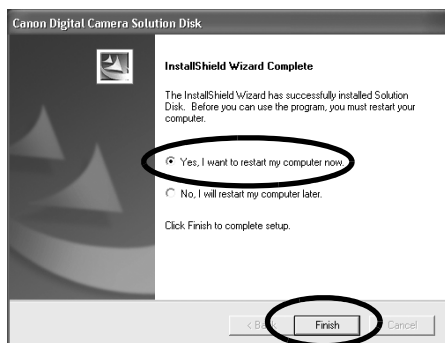 Canon Digital Camera Solution Disk
InstallShield Wizard Complete
The InstallShield Wizard has successfully installed Solution
Disk. Before you can use the program, you must restart your
computer.
Yes, I want to restart my computer now.
No, I will restart my computer later.
Click Finish to complete setup.
< Back Finish Cancel